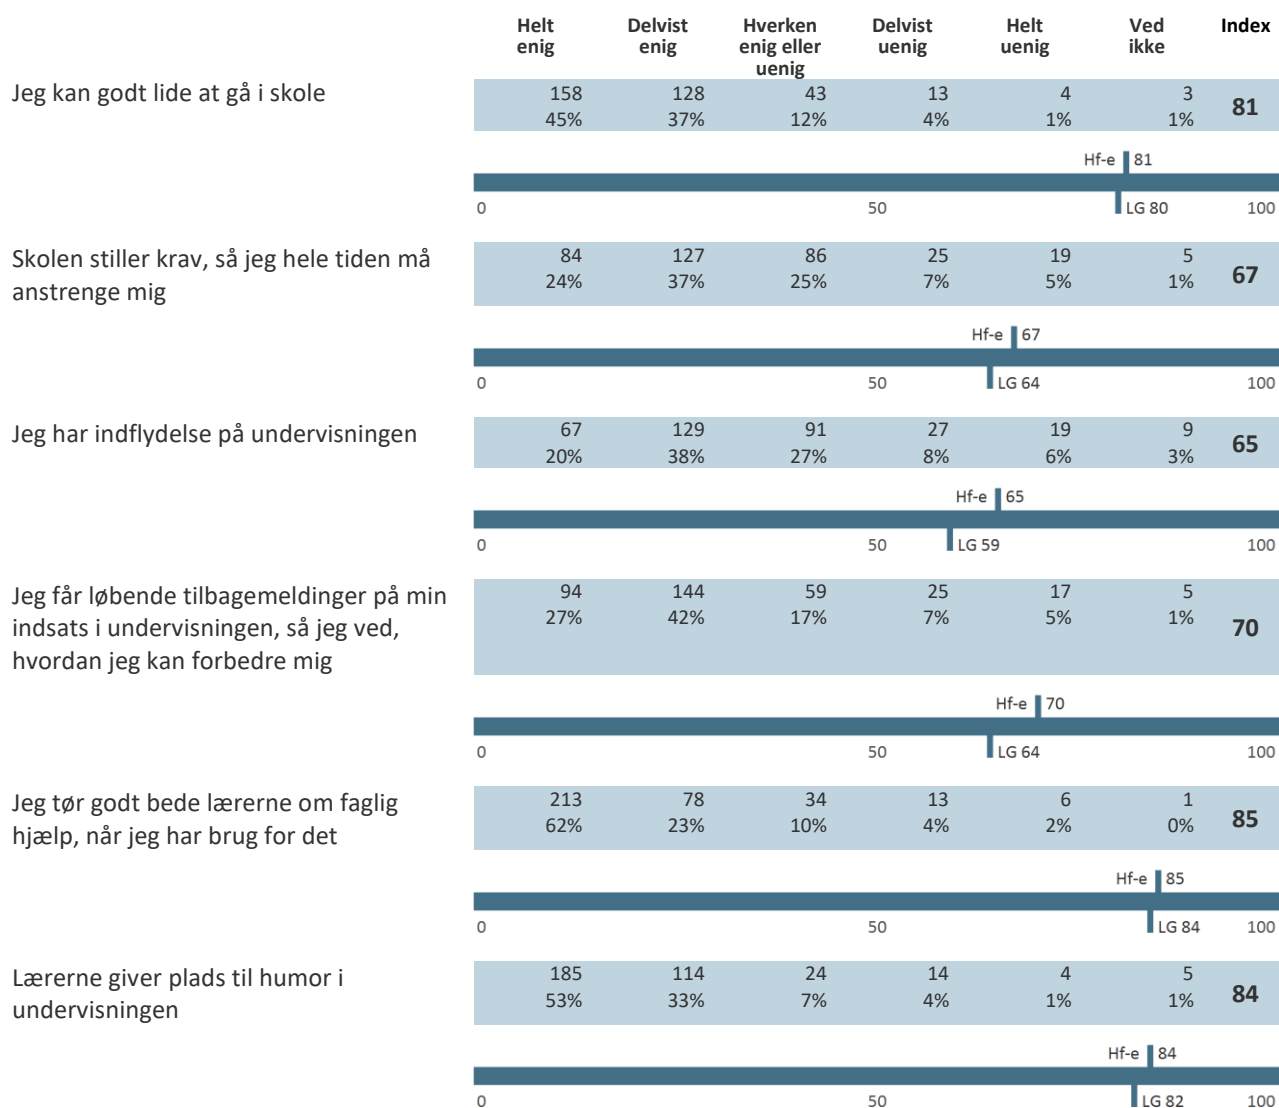 Helt enig Delvist enig Hverken enig eller uenig Delvist uenig Helt uenig Ved ikke Index
Jeg kan godt lide at gå i skole
158 128 43 13 4 3
45% 37% 12% 4% 1% 1%
81
Hf-e 81
0 50 LG 80 100
Skolen stiller krav, så jeg hele tiden må
anstrenge mig
84 127 86 25 19 5
24% 37% 25% 7% 5% 1%
67
Hf-e 67
0 50 LG 64 100
Jeg har indflydelse på undervisningen
67 129 91 27 19 9
20% 38% 27% 8% 6% 3%
65
Hf-e 65
0 50 LG 59 100
Jeg får løbende tilbagemeldinger på min
indsats i undervisningen, så jeg ved,
hvordan jeg kan forbedre mig
94 144 59 25 17 5
27% 42% 17% 7% 5% 1%
70
Hf-e 70
0 50 LG 64 100
Jeg tør godt bede lærerne om faglig
hjælp, når jeg har brug for det
213 78 34 13 6 1
62% 23% 10% 4% 2% 0%
85
Hf-e 85
0 50 LG 84 100
Lærerne giver plads til humor i
undervisningen
185 114 24 14 4 5
53% 33% 7% 4% 1% 1%
84
Hf-e 84
0 50 LG 82 100